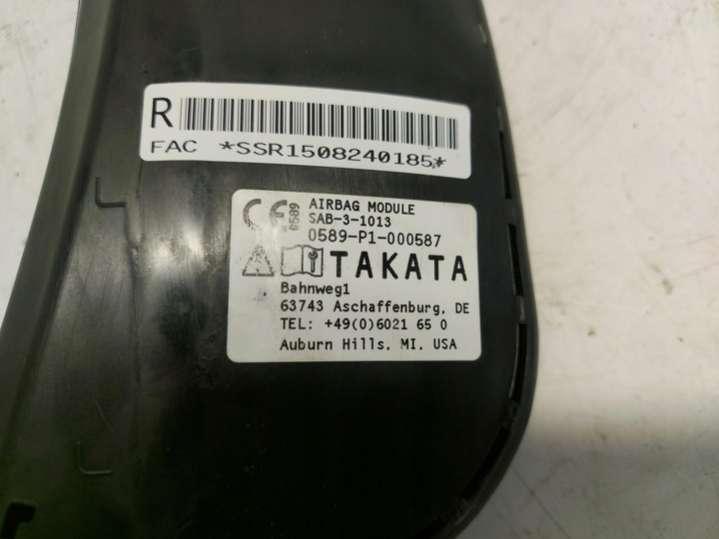 R
FAC *SSR1508240185*
CE 0589
AIRBAG MODULE
SAB-3-1013
0589-P1-000587
TAKATA
Bahnweg1
63743 Aschaffenburg, DE
TEL: +49(0)6021 65 0
Auburn Hills, MI, USA